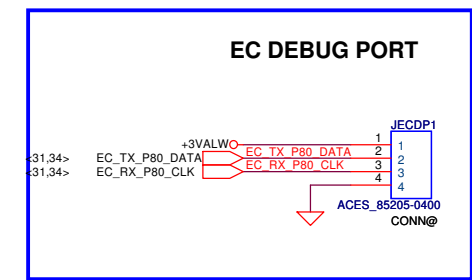 EC DEBUG PORT
JECDP1
+3VALW 1 1
<31,34> EC_TX_P80_DATA EC_TX_P80_DATA 2 2
<31,34> EC_RX_P80_CLK EC_RX_P80_CLK 3 3
4 4
ACES_85205-0400
CONN@